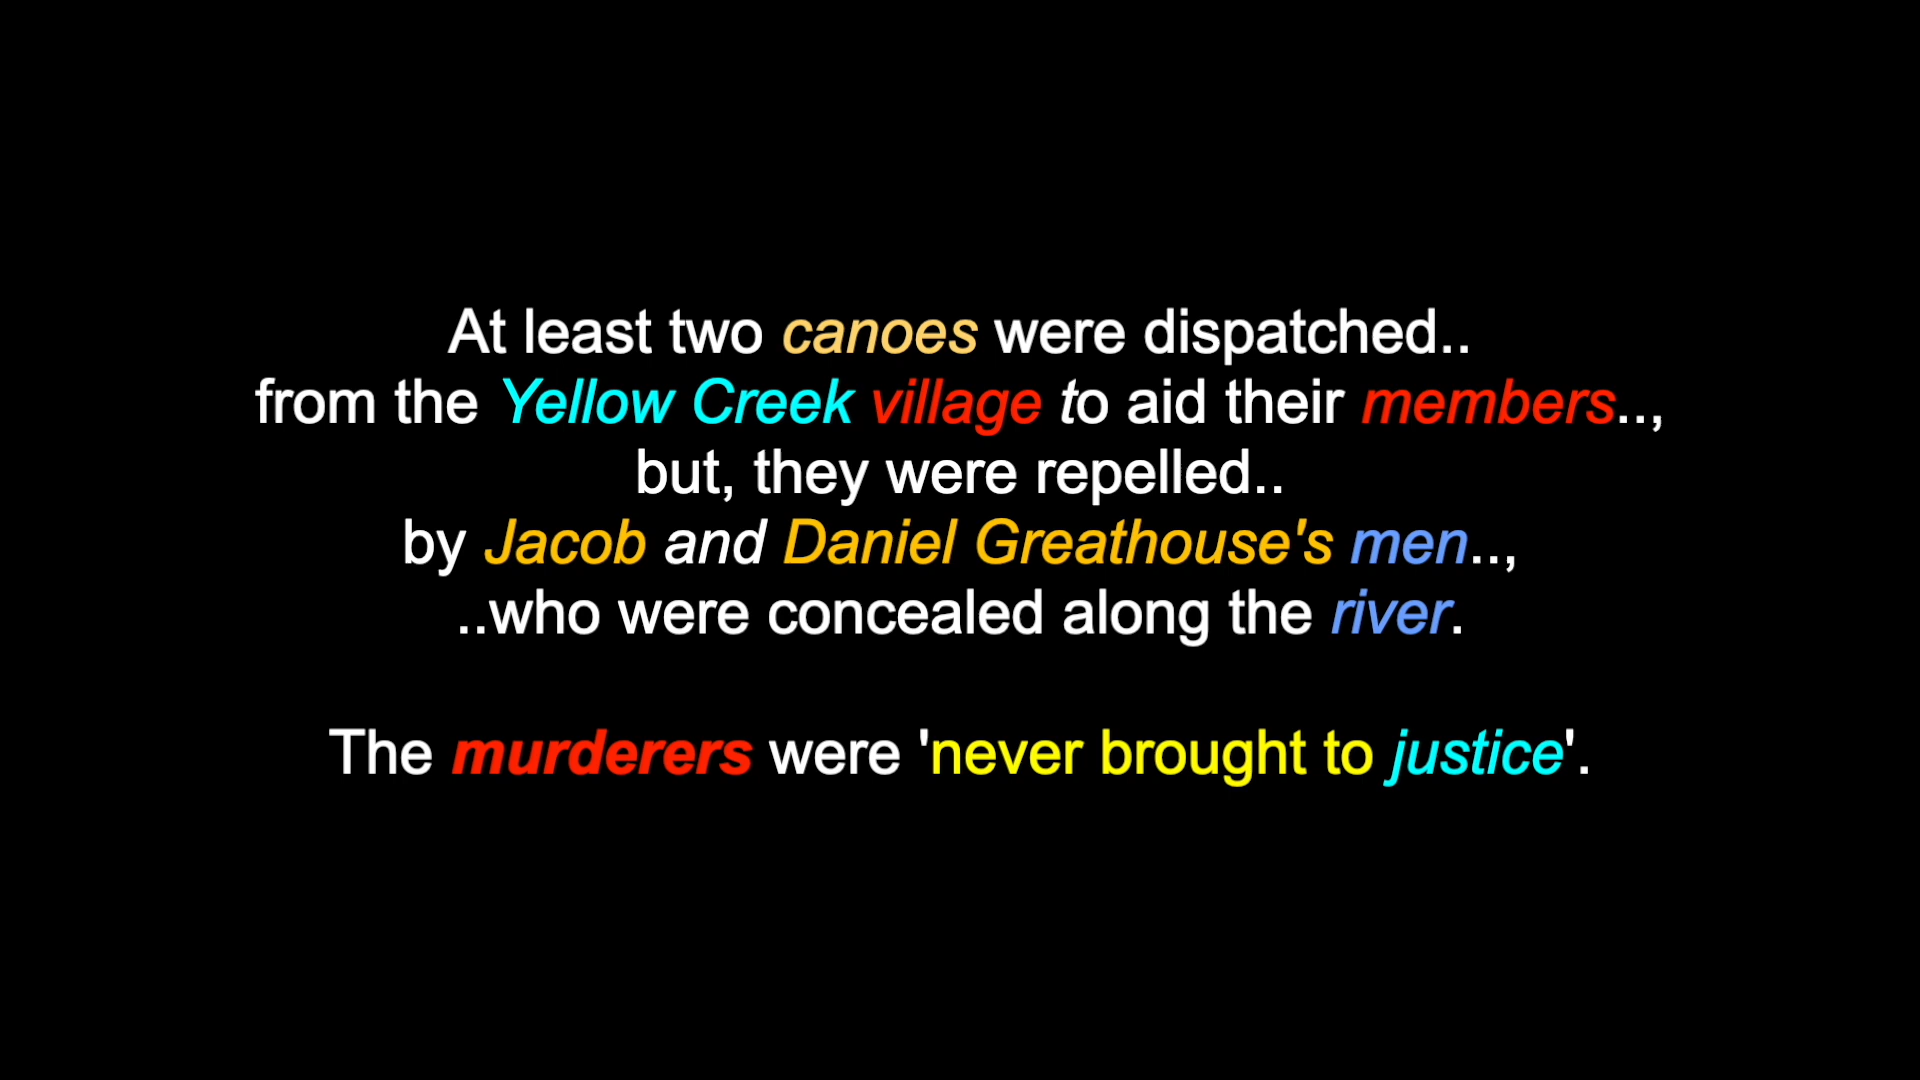 At least two canoes were dispatched..
from the Yellow Creek village to aid their members..,
but, they were repelled..
by Jacob and Daniel Greathouse's men..,
..who were concealed along the river.
The murderers were 'never brought to justice'.